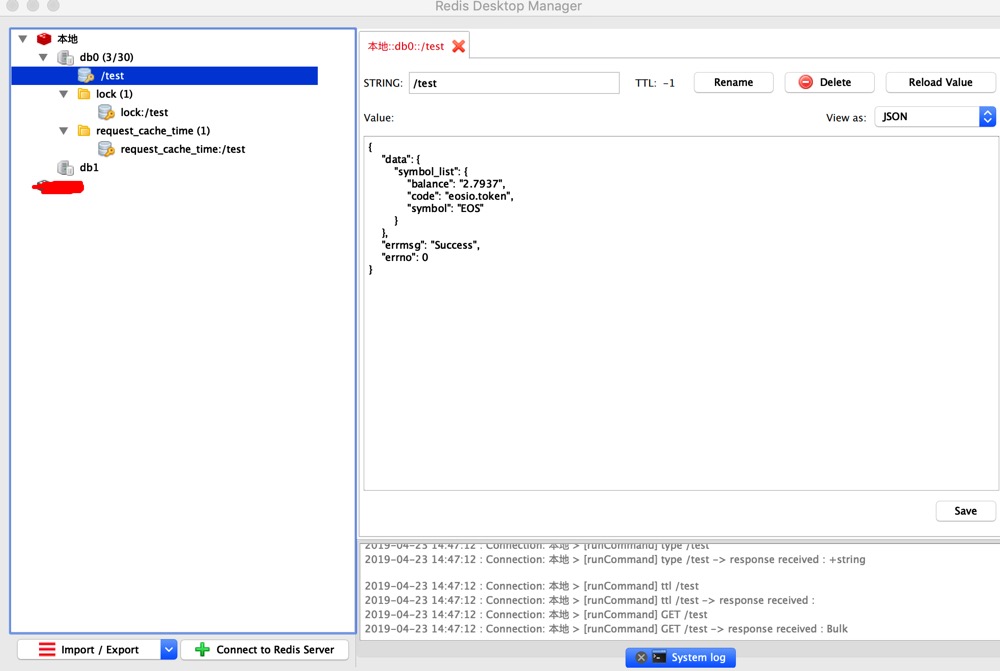 Redis Desktop Manager
本地
db0 (3/30)
/test
lock (1)
lock:/test
request_cache_time (1)
request_cache_time:/test
db1
Import / Export
Connect to Redis Server
本地::db0::/test
STRING: /test TTL: -1 Rename Delete Reload Value
Value: View as: JSON
{
"data": {
"symbol_list": {
"balance": "2.7937",
"code": "eosio.token",
"symbol": "EOS"
}
},
"errmsg": "Success",
"errno": 0
}
Save
2019-04-23 14:47:12 : Connection: 本地 > [runCommand] type /test
2019-04-23 14:47:12 : Connection: 本地 > [runCommand] type /test -> response received : +string
2019-04-23 14:47:12 : Connection: 本地 > [runCommand] ttl /test
2019-04-23 14:47:12 : Connection: 本地 > [runCommand] ttl /test -> response received :
2019-04-23 14:47:12 : Connection: 本地 > [runCommand] GET /test
2019-04-23 14:47:12 : Connection: 本地 > [runCommand] GET /test -> response received : Bulk
System log